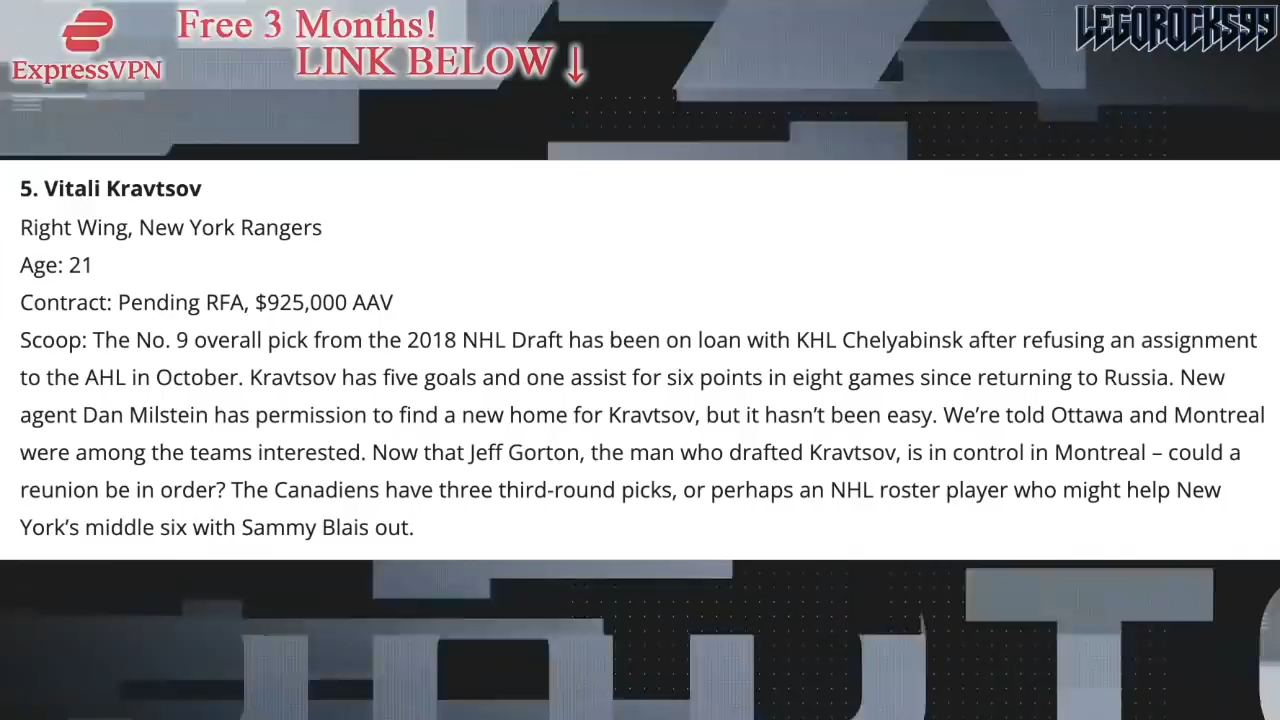 Free 3 Months!
LEGOROCKS99
ExpressVPN
LINK BELOW ↓
5. Vitali Kravtsov
Right Wing, New York Rangers
Age: 21
Contract: Pending RFA, $925,000 AAV
Scoop: The No. 9 overall pick from the 2018 NHL Draft has been on loan with KHL Chelyabinsk after refusing an assignment
to the AHL in October. Kravtsov has five goals and one assist for six points in eight games since returning to Russia. New
agent Dan Milstein has permission to find a new home for Kravtsov, but it hasn’t been easy. We’re told Ottawa and Montreal
were among the teams interested. Now that Jeff Gorton, the man who drafted Kravtsov, is in control in Montreal – could a
reunion be in order? The Canadiens have three third-round picks, or perhaps an NHL roster player who might help New
York’s middle six with Sammy Blais out.